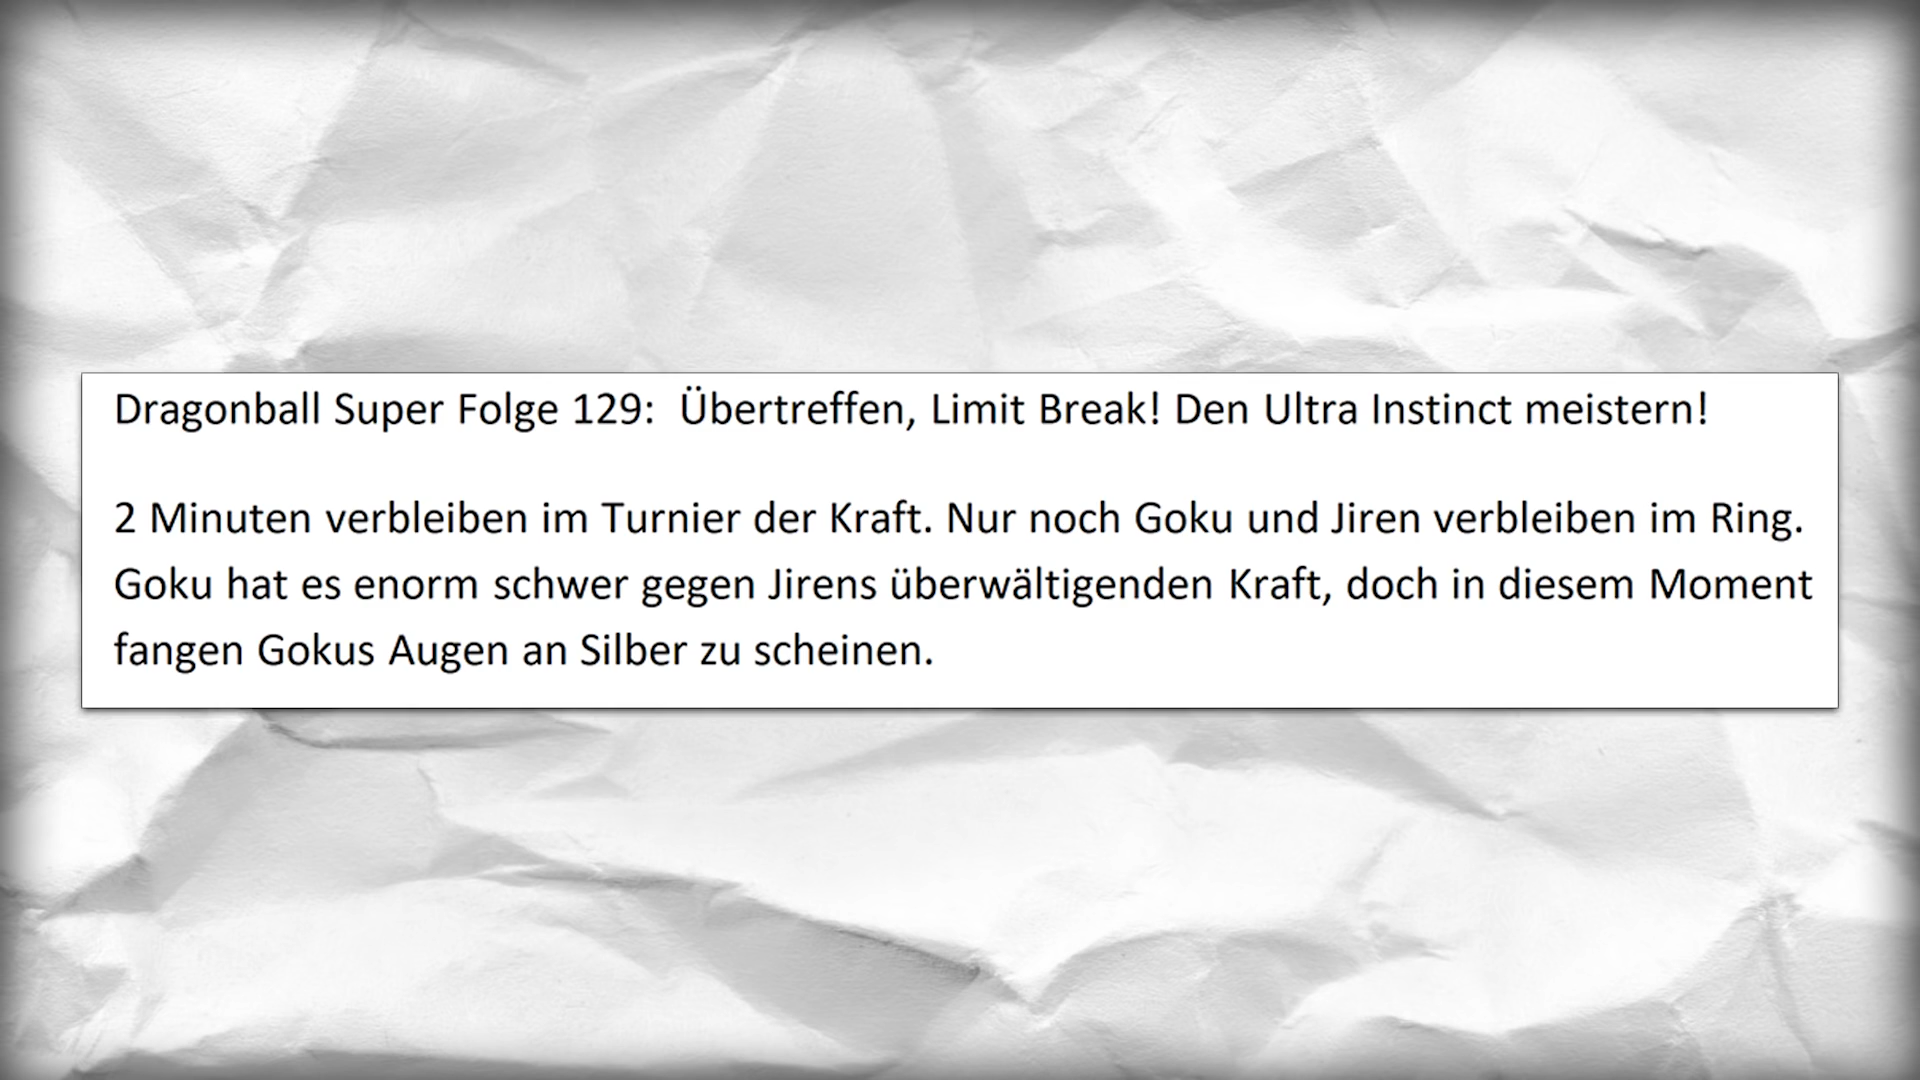 Dragonball Super Folge 129:  Übertreffen, Limit Break! Den Ultra Instinct meistern!
2 Minuten verbleiben im Turnier der Kraft. Nur noch Goku und Jiren verbleiben im Ring.
Goku hat es enorm schwer gegen Jirens überwältigenden Kraft, doch in diesem Moment
fangen Gokus Augen an Silber zu scheinen.